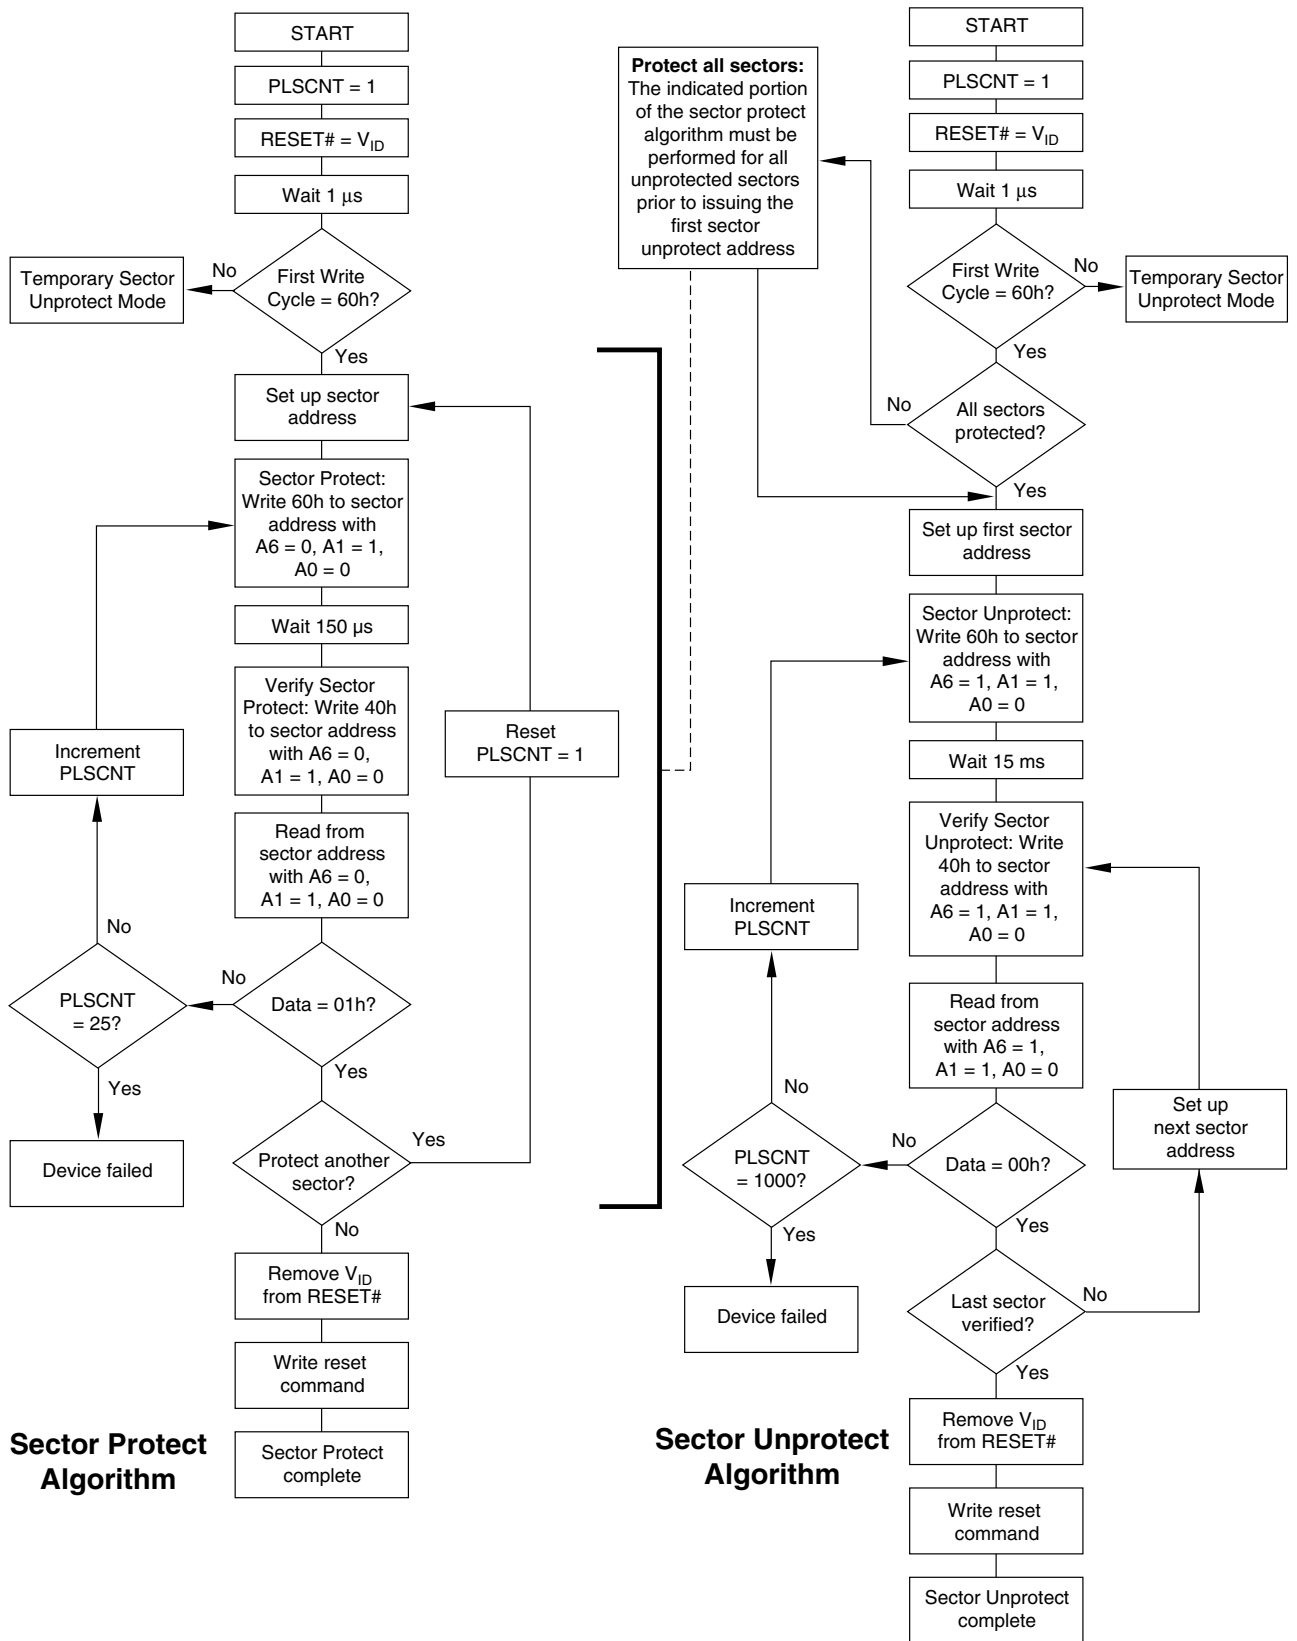 START
PLSCNT = 1
RESET# = VID
Wait 1 μs
First Write
Cycle = 60h?
No
Temporary Sector
Unprotect Mode
Yes
Set up sector
address
Sector Protect:
Write 60h to sector
address with
A6 = 0, A1 = 1,
A0 = 0
Wait 150 µs
Verify Sector
Protect: Write 40h
to sector address
with A6 = 0,
A1 = 1, A0 = 0
Increment
PLSCNT
Reset
PLSCNT = 1
Read from
sector address
with A6 = 0,
A1 = 1, A0 = 0
No
PLSCNT
= 25?
No
Data = 01h?
Yes
Yes
Device failed
Protect another
sector?
Yes
No
Remove VID
from RESET#
Write reset
command
Sector Protect
complete
Sector Protect
Algorithm
Protect all sectors:
The indicated portion
of the sector protect
algorithm must be
performed for all
unprotected sectors
prior to issuing the
first sector
unprotect address
START
PLSCNT = 1
RESET# = VID
Wait 1 μs
First Write
Cycle = 60h?
No
Temporary Sector
Unprotect Mode
Yes
No
All sectors
protected?
Yes
Set up first sector
address
Sector Unprotect:
Write 60h to sector
address with
A6 = 1, A1 = 1,
A0 = 0
Wait 15 ms
Verify Sector
Unprotect: Write
40h to sector
address with
A6 = 1, A1 = 1,
A0 = 0
Increment
PLSCNT
Read from
sector address
with A6 = 1,
A1 = 1, A0 = 0
No
Set up
next sector
address
PLSCNT
= 1000?
No
Data = 00h?
Yes
Yes
Device failed
Last sector
verified?
No
Yes
Remove VID
from RESET#
Write reset
command
Sector Unprotect
complete
Sector Unprotect
Algorithm